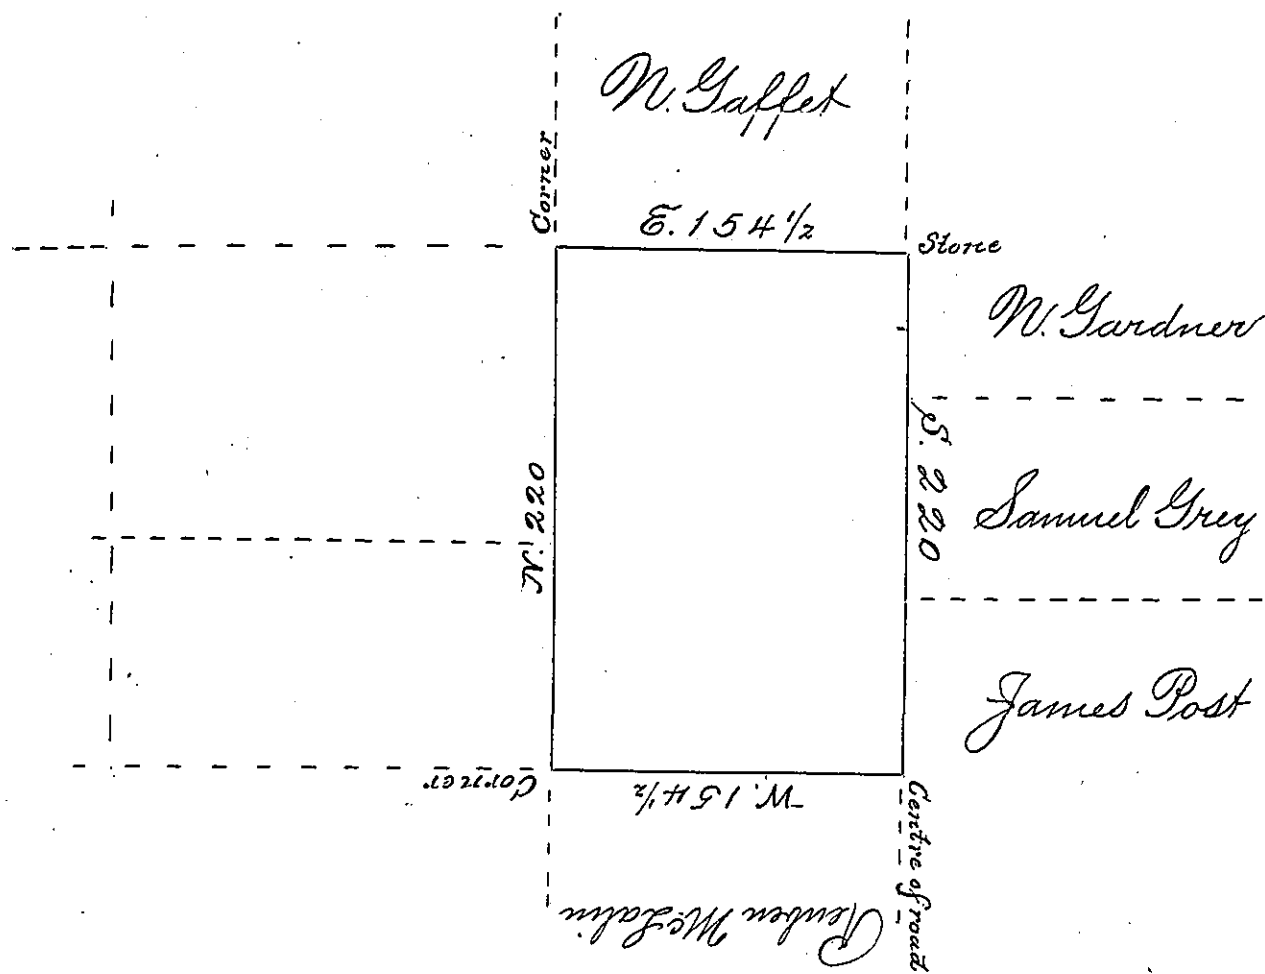 N. Gaffet
Corner
E. 154 1/2
Stone
N. Gardner
S. 220
N. 220
Samuel Grey
James Post
Corner
W. 154 1/2
Centre of road
Reuben McLalin